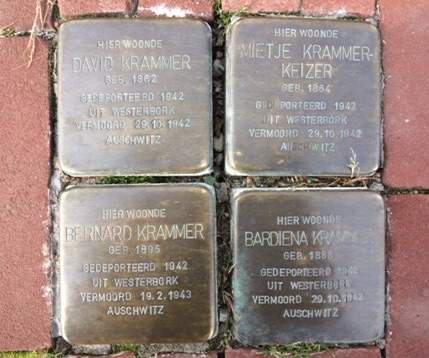 HIER WOONDE
DAVID KRAMMER
GEB. 1862
GEDEPORTEERD 1942
UIT WESTERBORK
VERMOORD 29.10.1942
AUSCHWITZ
HIER WOONDE
MIETJE KRAMMER-
KEIZER
GEB. 1864
GEDEPORTEERD 1942
UIT WESTERBORK
VERMOORD 29.10.1942
AUSCHWITZ
HIER WOONDE
BERNARD KRAMMER
GEB. 1895
GEDEPORTEERD 1942
UIT WESTERBORK
VERMOORD 19.2.1943
AUSCHWITZ
HIER WOONDE
BARDIENA KRAMMER
GEB. 1888
GEDEPORTEERD 1942
UIT WESTERBORK
VERMOORD 29.10.1942
AUSCHWITZ